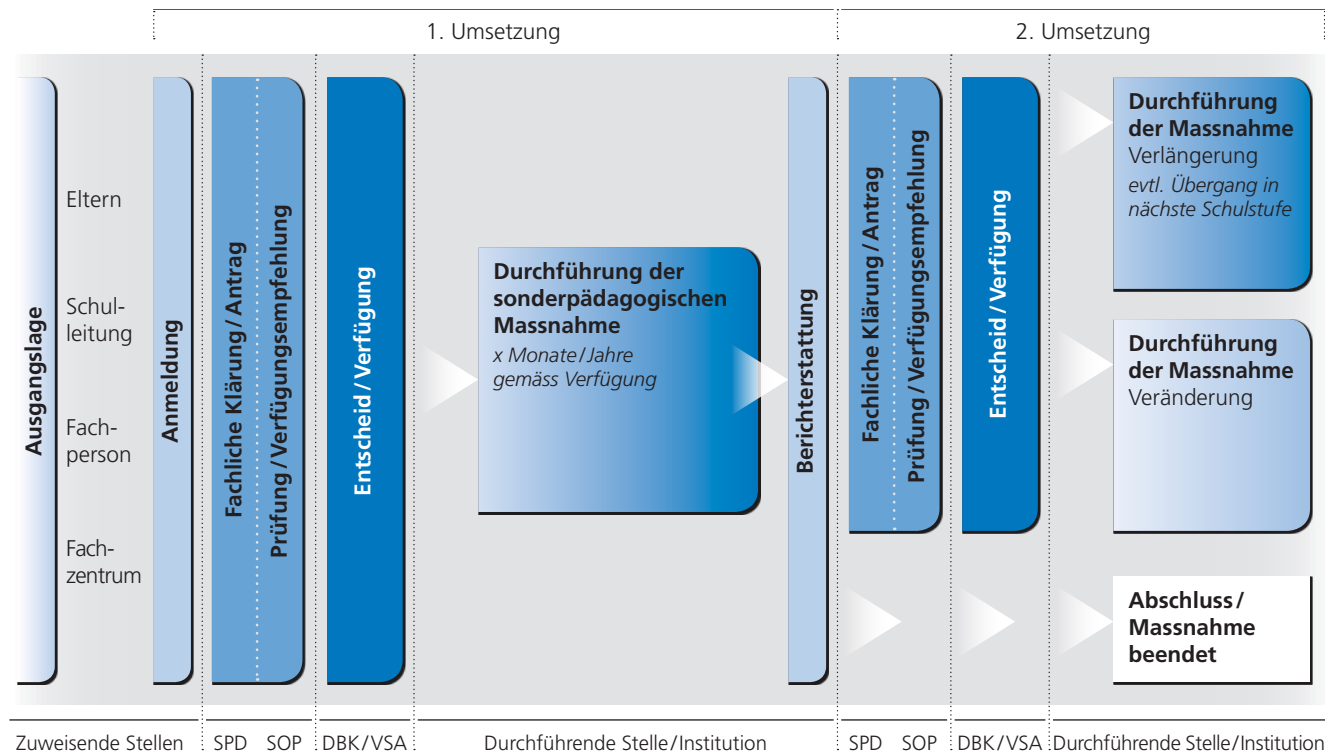 1. Umsetzung
2. Umsetzung
Ausgangslage
Eltern
Schul-
leitung
Fach-
person
Fach-
zentrum
Anmeldung
Fachliche Klärung / Antrag
Prüfung / Verfügungsempfehlung
Entscheid / Verfügung
Durchführung der
sonderpädagogischen
Massnahme
x Monate / Jahre
gemäss Verfügung
Berichterstattung
Fachliche Klärung / Antrag
Prüfung / Verfügungsempfehlung
Entscheid / Verfügung
Durchführung
der Massnahme
Verlängerung
evtl. Übergang in
nächste Schulstufe
Durchführung
der Massnahme
Veränderung
Abschluss /
Massnahme
beendet
Zuweisende Stellen
SPD
SOP
DBK / VSA
Durchführende Stelle / Institution
SPD
SOP
DBK / VSA
Durchführende Stelle / Institution